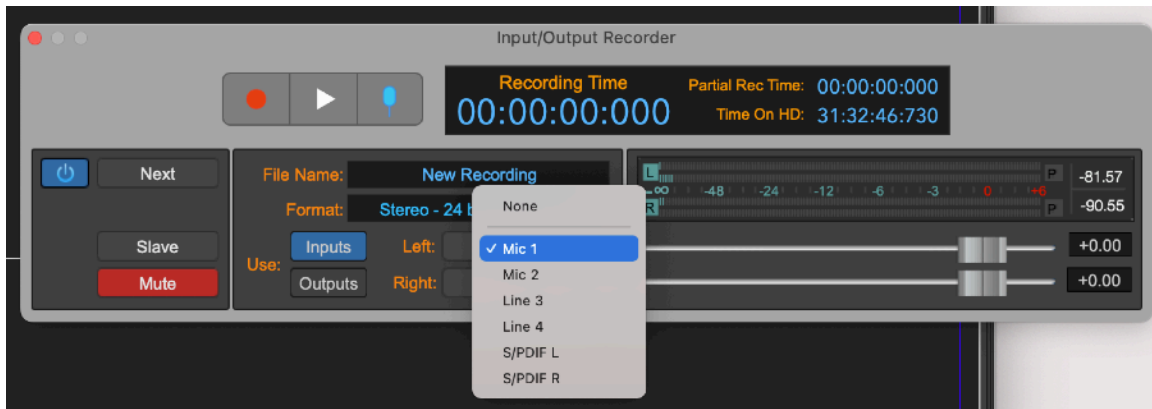 Input/Output Recorder
Recording Time
00:00:00:000
Partial Rec Time: 00:00:00:000
Time On HD: 31:32:46:730
Next
Slave
Mute
File Name: New Recording
Format: Stereo - 24 b
Use:
Inputs
Outputs
Left:
Right:
None
✓ Mic 1
Mic 2
Line 3
Line 4
S/PDIF L
S/PDIF R
L
P
-81.57
-∞ -48 -24 -12 -6 -3 0 +6
R
P
-90.55
+0.00
+0.00